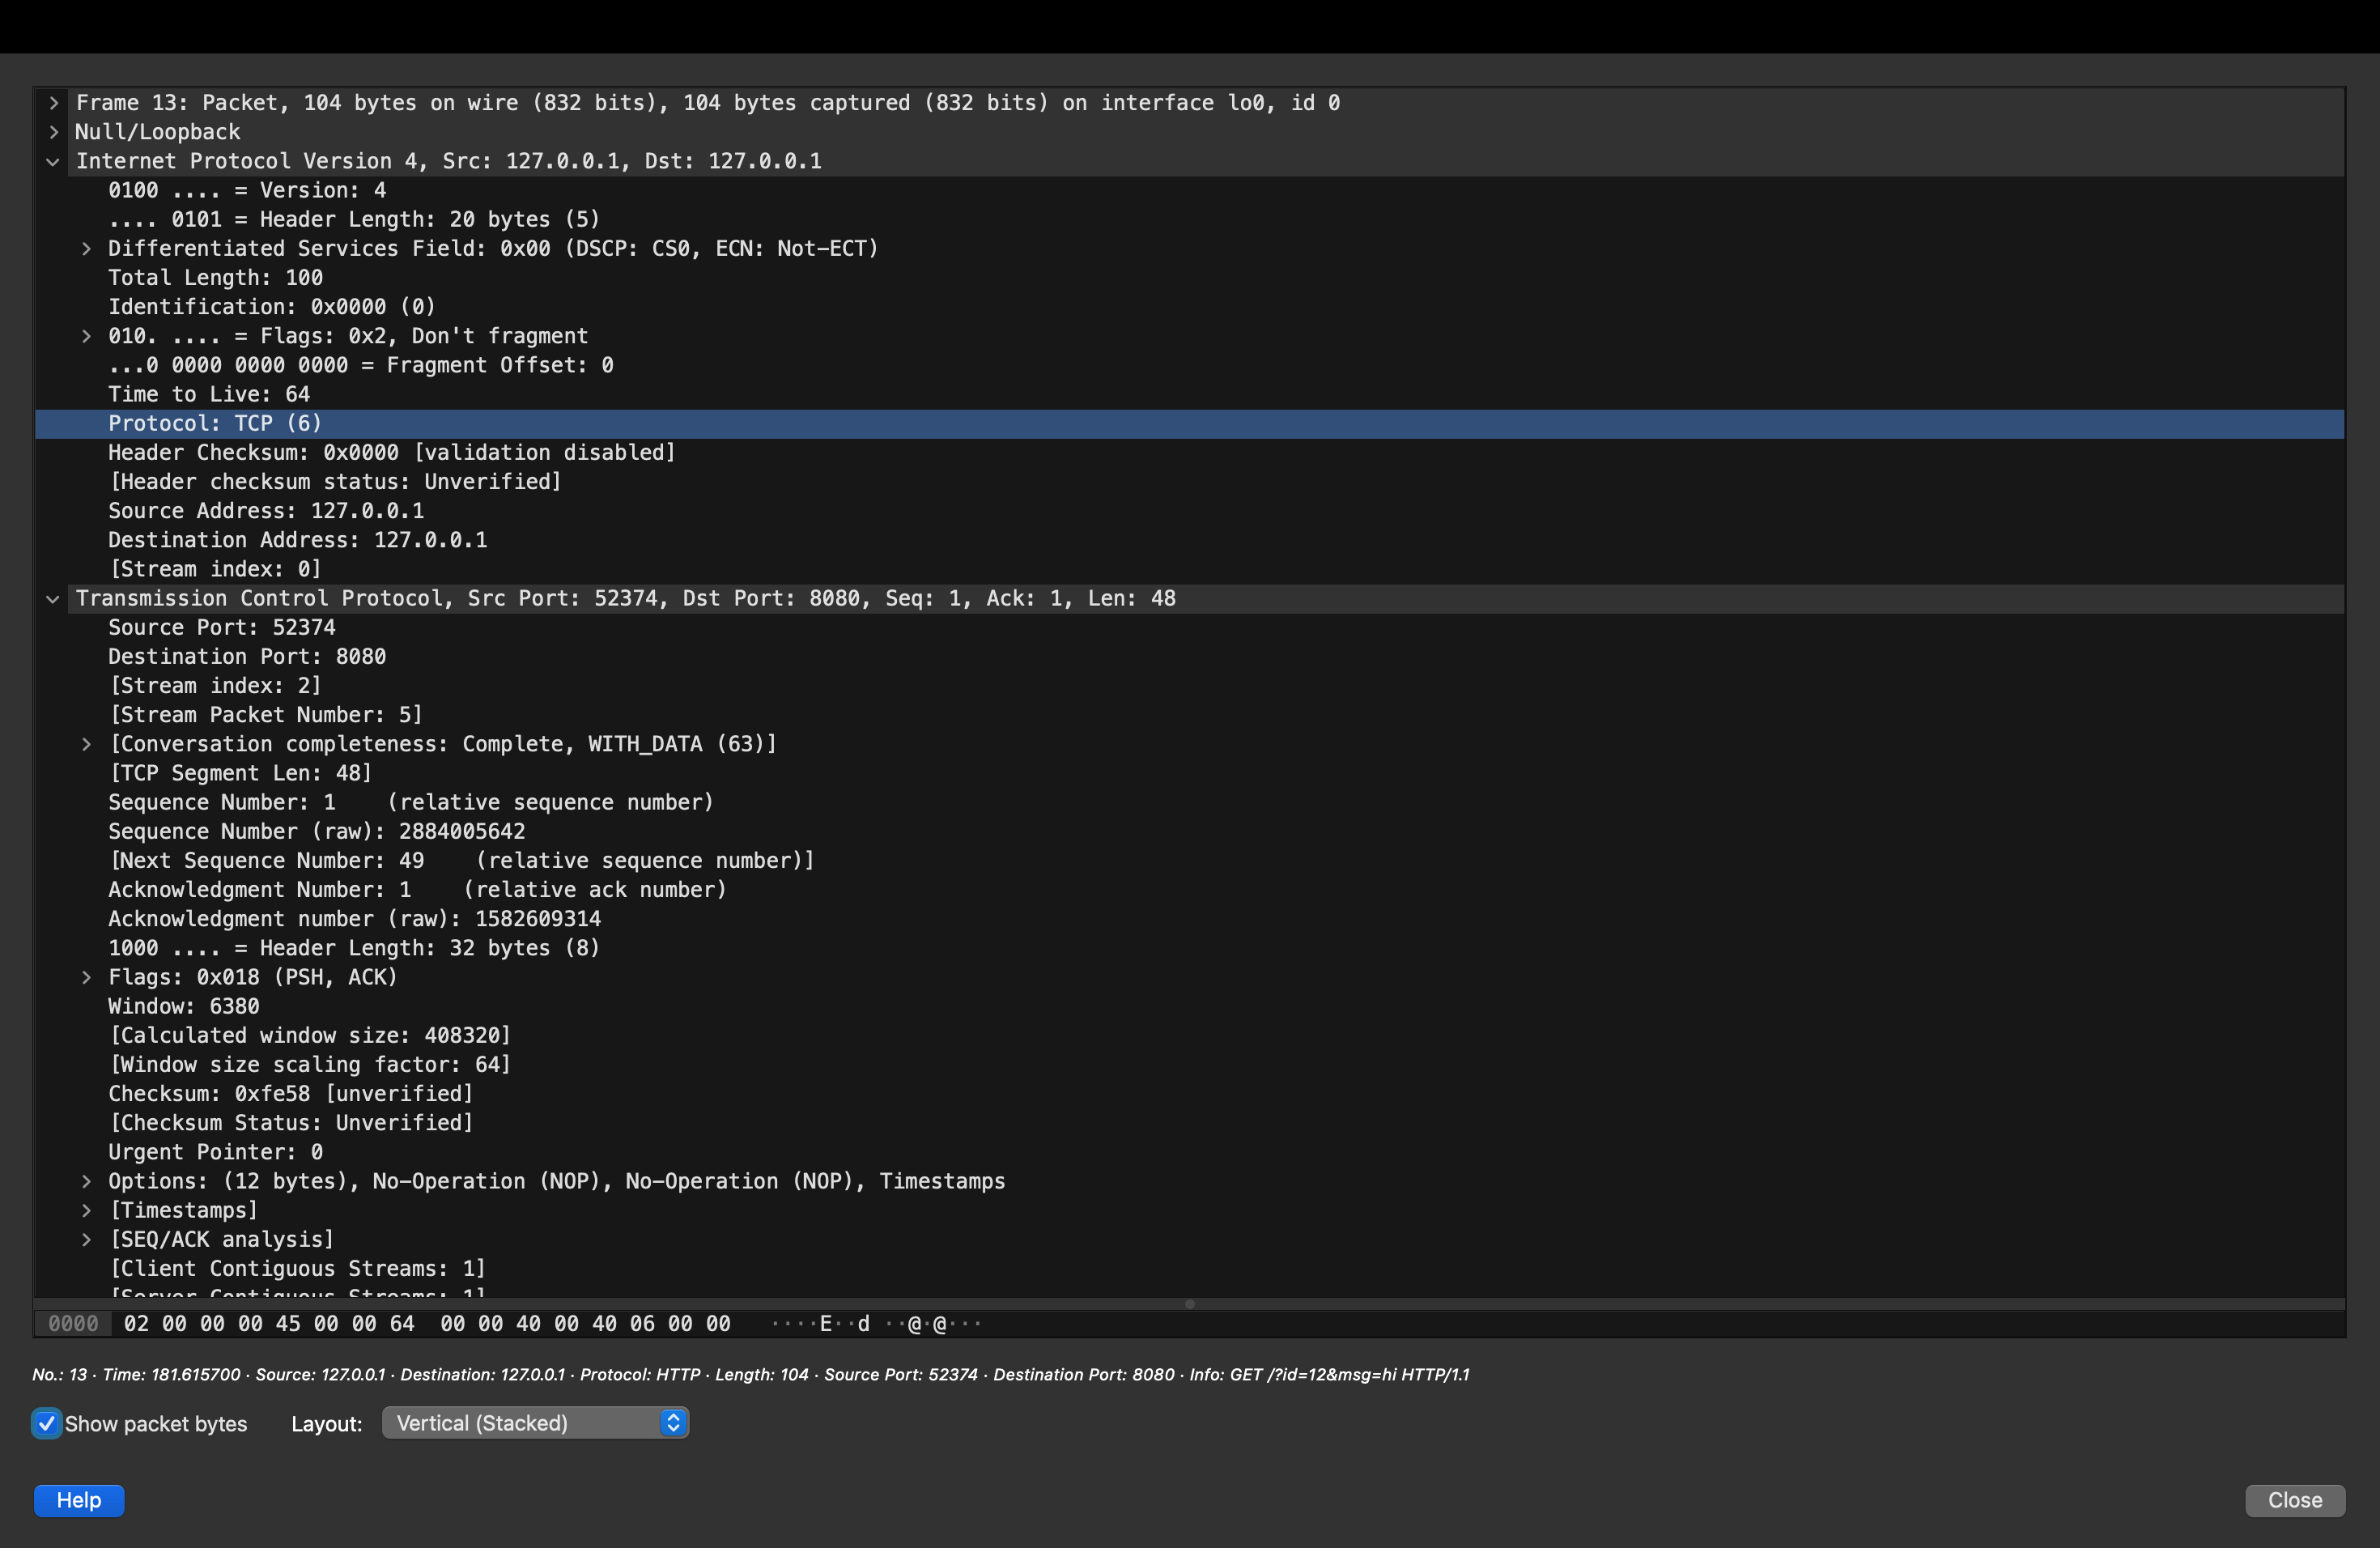 Frame 13: Packet, 104 bytes on wire (832 bits), 104 bytes captured (832 bits) on interface lo0, id 0
Null/Loopback
Internet Protocol Version 4, Src: 127.0.0.1, Dst: 127.0.0.1
0100 .... = Version: 4
.... 0101 = Header Length: 20 bytes (5)
Differentiated Services Field: 0x00 (DSCP: CS0, ECN: Not-ECT)
Total Length: 100
Identification: 0x0000 (0)
010. .... = Flags: 0x2, Don't fragment
...0 0000 0000 0000 = Fragment Offset: 0
Time to Live: 64
Protocol: TCP (6)
Header Checksum: 0x0000 [validation disabled]
[Header checksum status: Unverified]
Source Address: 127.0.0.1
Destination Address: 127.0.0.1
[Stream index: 0]
Transmission Control Protocol, Src Port: 52374, Dst Port: 8080, Seq: 1, Ack: 1, Len: 48
Source Port: 52374
Destination Port: 8080
[Stream index: 2]
[Stream Packet Number: 5]
[Conversation completeness: Complete, WITH_DATA (63)]
[TCP Segment Len: 48]
Sequence Number: 1    (relative sequence number)
Sequence Number (raw): 2884005642
[Next Sequence Number: 49    (relative sequence number)]
Acknowledgment Number: 1    (relative ack number)
Acknowledgment number (raw): 1582609314
1000 .... = Header Length: 32 bytes (8)
Flags: 0x018 (PSH, ACK)
Window: 6380
[Calculated window size: 408320]
[Window size scaling factor: 64]
Checksum: 0xfe58 [unverified]
[Checksum Status: Unverified]
Urgent Pointer: 0
Options: (12 bytes), No-Operation (NOP), No-Operation (NOP), Timestamps
[Timestamps]
[SEQ/ACK analysis]
[Client Contiguous Streams: 1]
[Server Contiguous Streams: 1]
0000 02 00 00 00 45 00 00 64 00 00 40 00 40 06 00 00 ····E··d ··@·@···
No.: 13 · Time: 181.615700 · Source: 127.0.0.1 · Destination: 127.0.0.1 · Protocol: HTTP · Length: 104 · Source Port: 52374 · Destination Port: 8080 · Info: GET /?id=12&msg=hi HTTP/1.1
Show packet bytes Layout: Vertical (Stacked)
Help Close